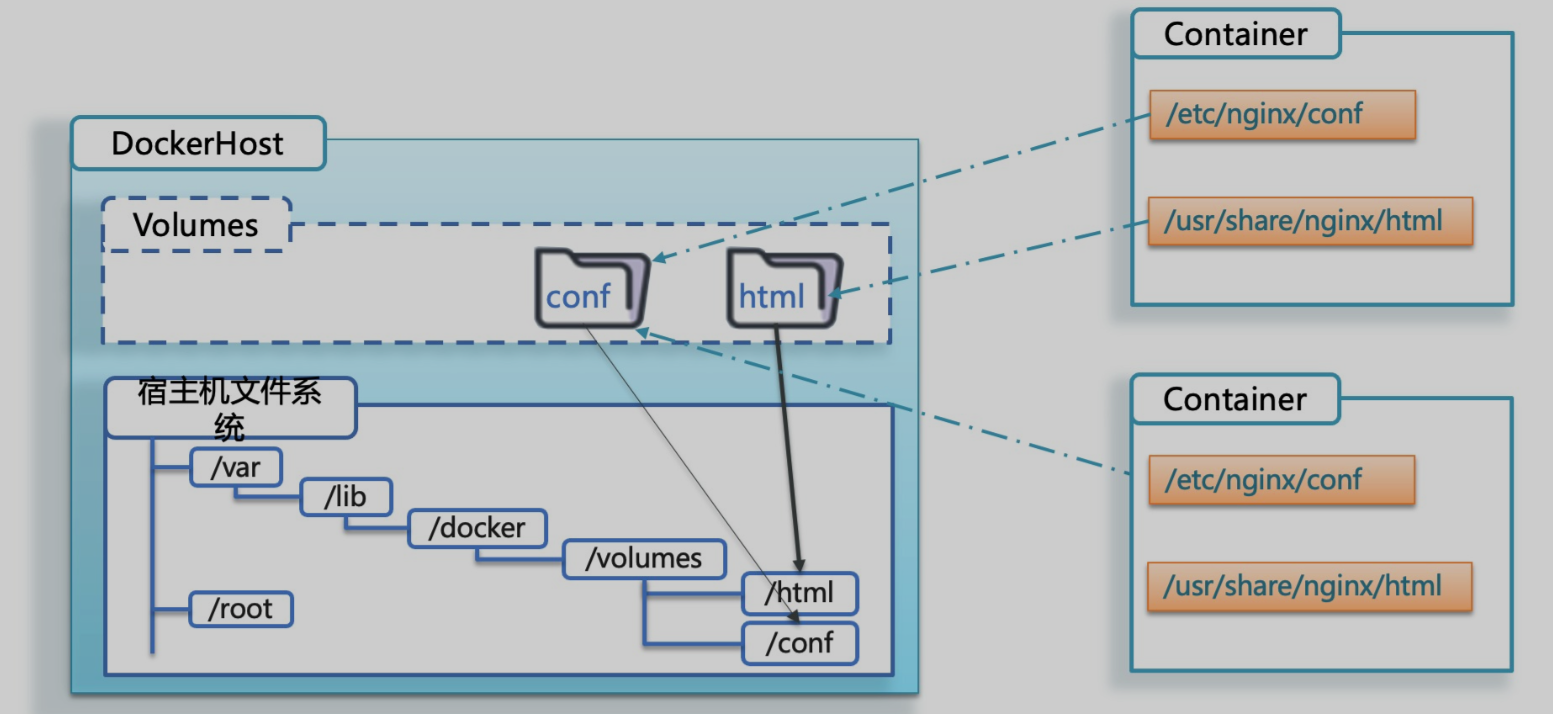 DockerHost
Volumes
conf
html
宿主机文件系
统
/var
/lib
/docker
/volumes
/html
/root
/conf
Container
/etc/nginx/conf
/usr/share/nginx/html
Container
/etc/nginx/conf
/usr/share/nginx/html